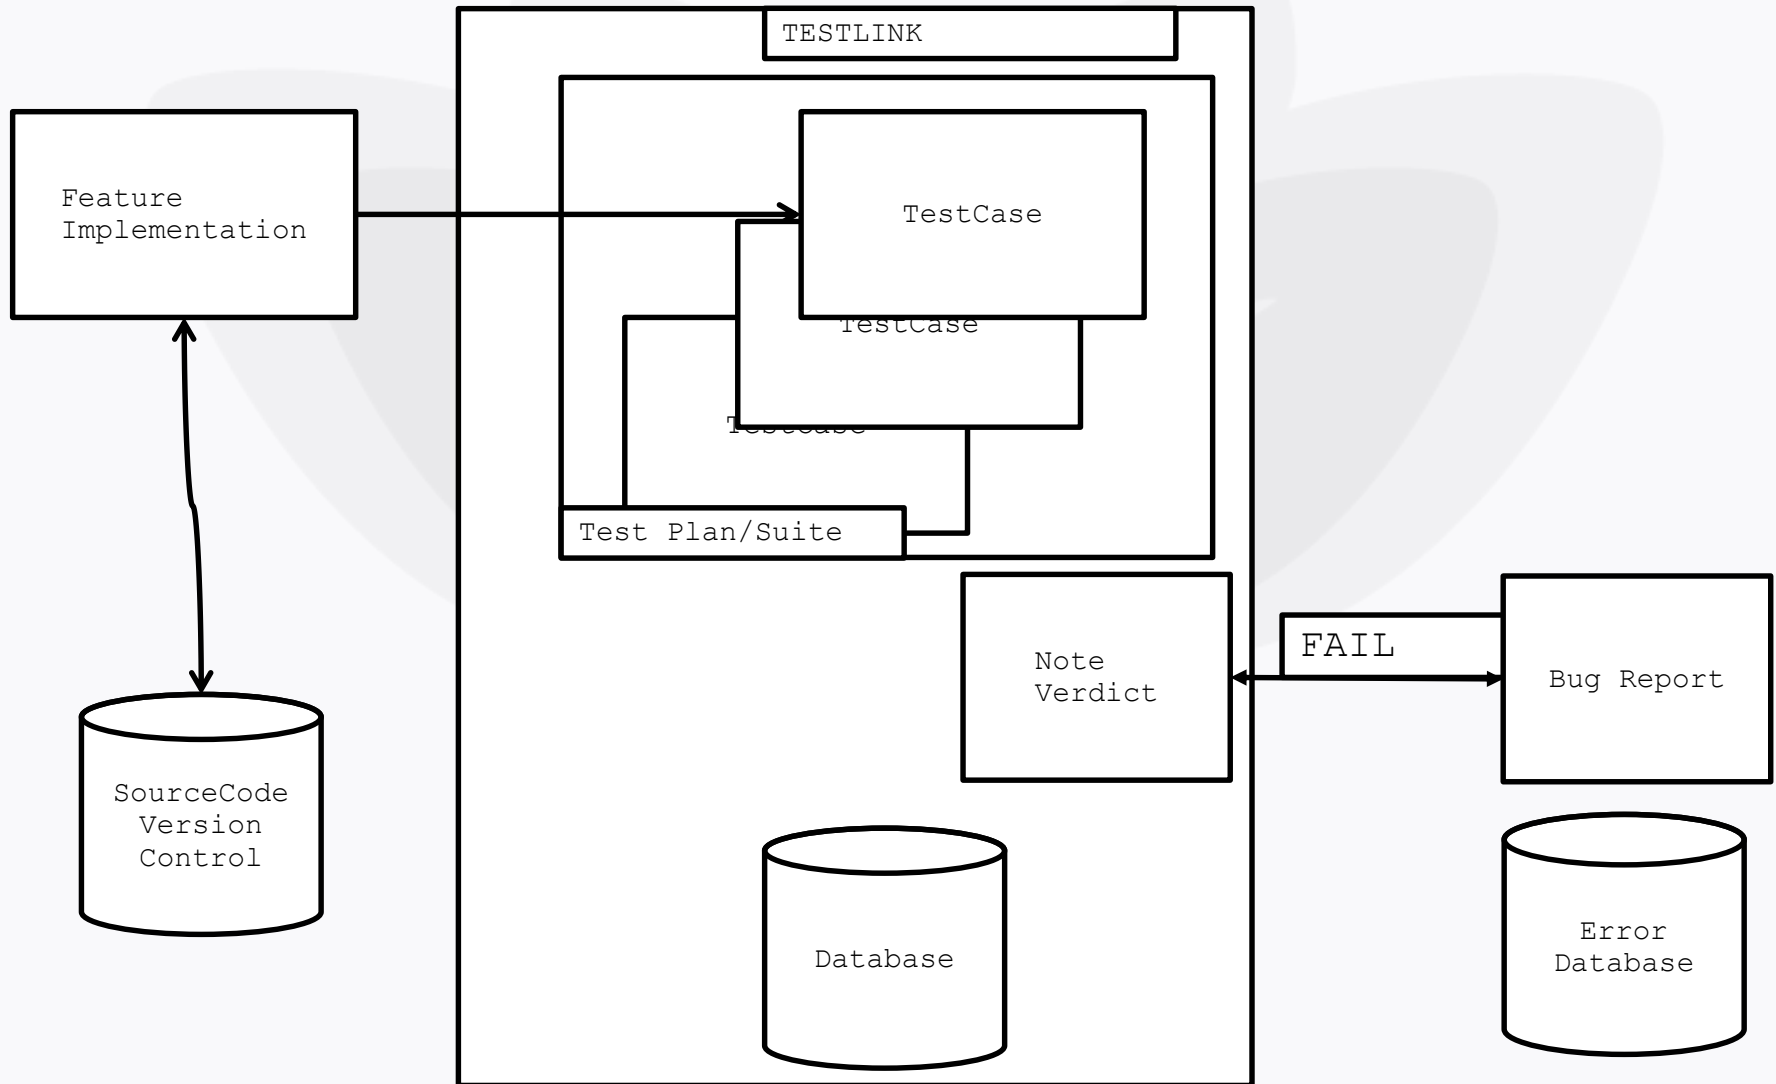 TESTLINK
Feature
Implementation
TestCase
TestCase
TestCase
Test Plan/Suite
Note
Verdict
FAIL
Bug Report
SourceCode
Version
Control
Database
Error
Database